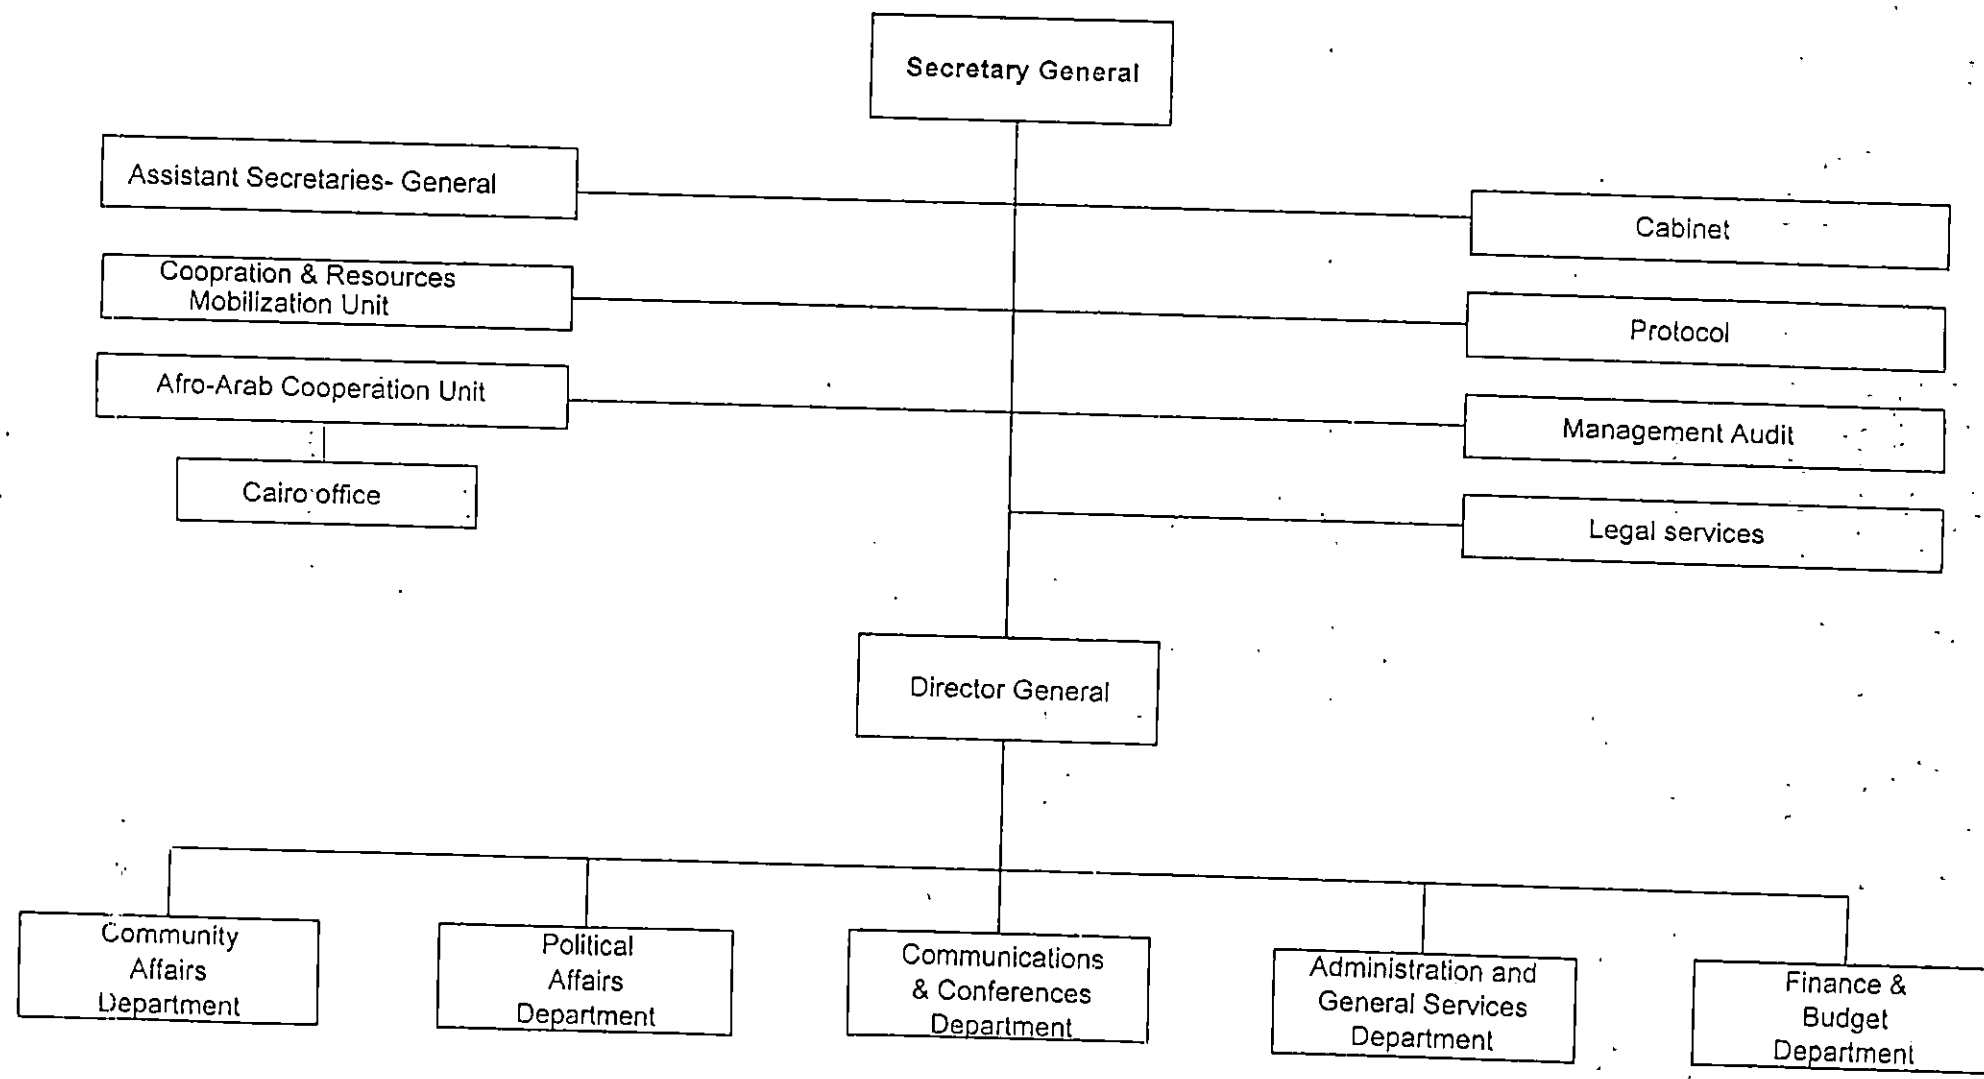 Secretary General
Assistant Secretaries- General
Cabinet
Coopration & Resources
Mobilization Unit
Protocol
Afro-Arab Cooperation Unit
Management Audit
Cairo office
Legal services
Director General
Community
Affairs
Department
Political
Affairs
Department
Communications
& Conferences
Department
Administration and
General Services
Department
Finance &
Budget
Department